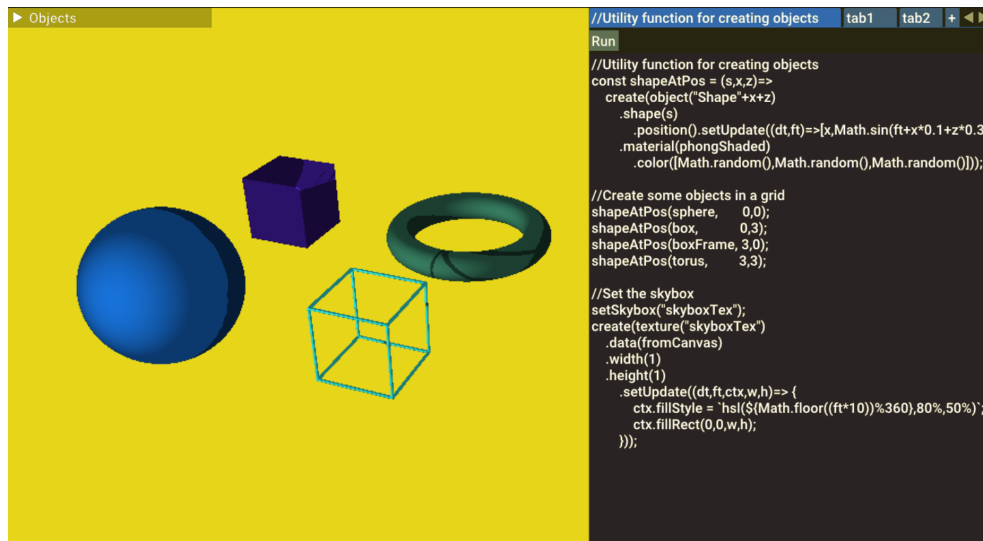 ▶ Objects
//Utility function for creating objects tab1 tab2 + ◀ ▶
Run
//Utility function for creating objects
const shapeAtPos = (s,x,z)=>
    create(object("Shape"+x+z)
        .shape(s)
            .position().setUpdate((dt,ft)=>[x,Math.sin(ft+x*0.1+z*0.3
        .material(phongShaded)
            .color([Math.random(),Math.random(),Math.random()]));

//Create some objects in a grid
shapeAtPos(sphere,      0,0);
shapeAtPos(box,         0,3);
shapeAtPos(boxFrame, 3,0);
shapeAtPos(torus,       3,3);

//Set the skybox
setSkybox("skyboxTex");
create(texture("skyboxTex")
    .data(fromCanvas)
    .width(1)
    .height(1)
        .setUpdate((dt,ft,ctx,w,h)=> {
            ctx.fillStyle = `hsl(${Math.floor((ft*10))%360},80%,50%)`;
            ctx.fillRect(0,0,w,h);
        }));